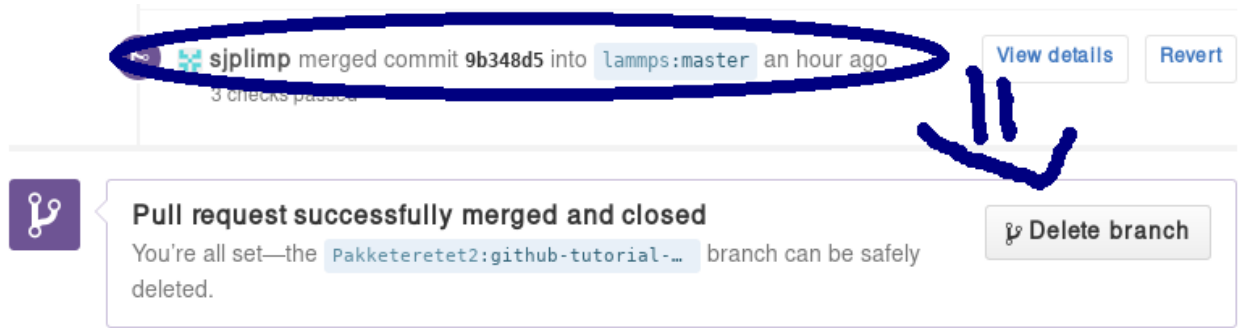 sjplimp merged commit 9b348d5 into lammps:master an hour ago View details Revert
3 checks passed
Pull request successfully merged and closed
You're all set—the Pakketeretet2:github-tutorial-… branch can be safely
deleted.
Delete branch